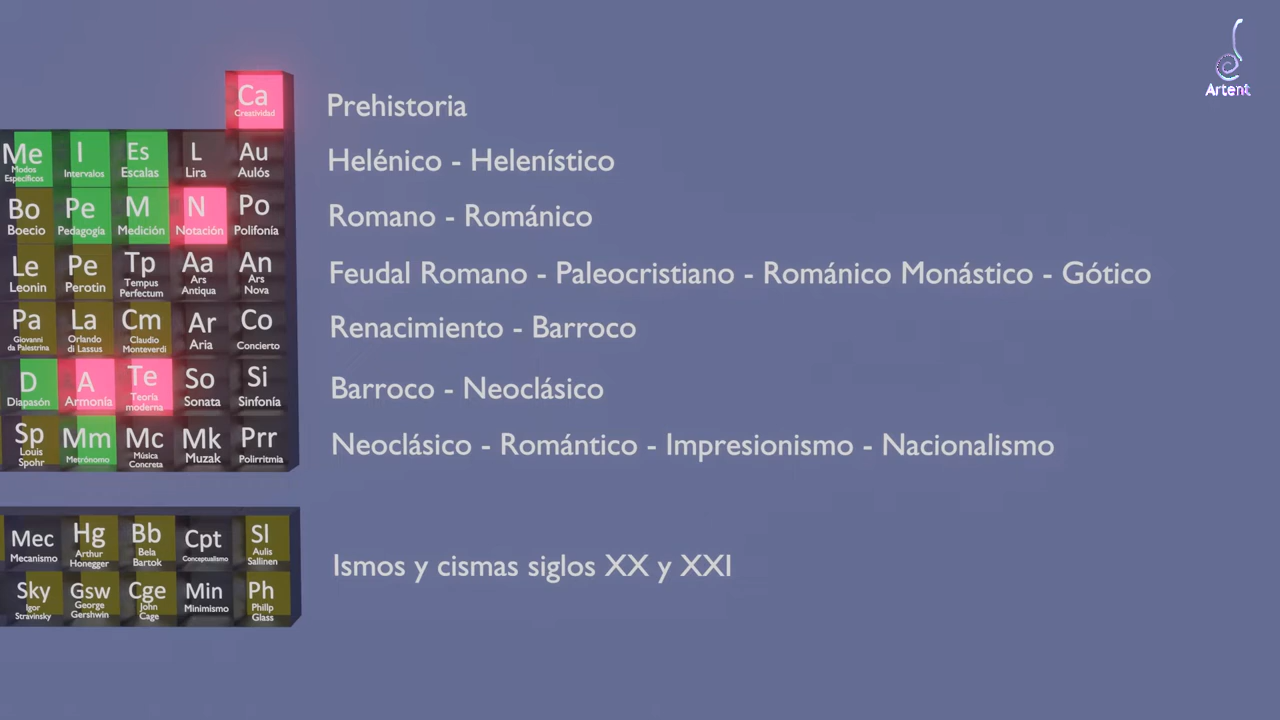 Artent
Ca
Creatividad
Prehistoria
Me I Es L Au
Modos Específicos Intervalos Escalas Lira Aulós
Helénico - Helenístico
Bo Pe M N Po
Boecio Pedagogía Medición Notación Polifonía
Romano - Románico
Le Pe Tp Aa An
Leonin Perotin Tempus Perfectum Ars Antiqua Ars Nova
Feudal Romano - Paleocristiano - Románico Monástico - Gótico
Pa La Cm Ar Co
Giovanni da Palestrina Orlando di Lassus Claudio Monteverdi Aria Concierto
Renacimiento - Barroco
D A Te So Si
Diapasón Armonía Teoría moderna Sonata Sinfonía
Barroco - Neoclásico
Sp Mm Mc Mk Prr
Louis Spohr Metrónomo Música Concreta Muzak Polirritmia
Neoclásico - Romántico - Impresionismo - Nacionalismo
Mec Hg Bb Cpt Sl
Mecanismo Arthur Honegger Bela Bartok Conceptualismo Aulis Sallinen
Ismos y cismas siglos XX y XXI
Sky Gsw Cge Min Ph
Igor Stravinsky George Gershwin John Cage Minimismo Philip Glass